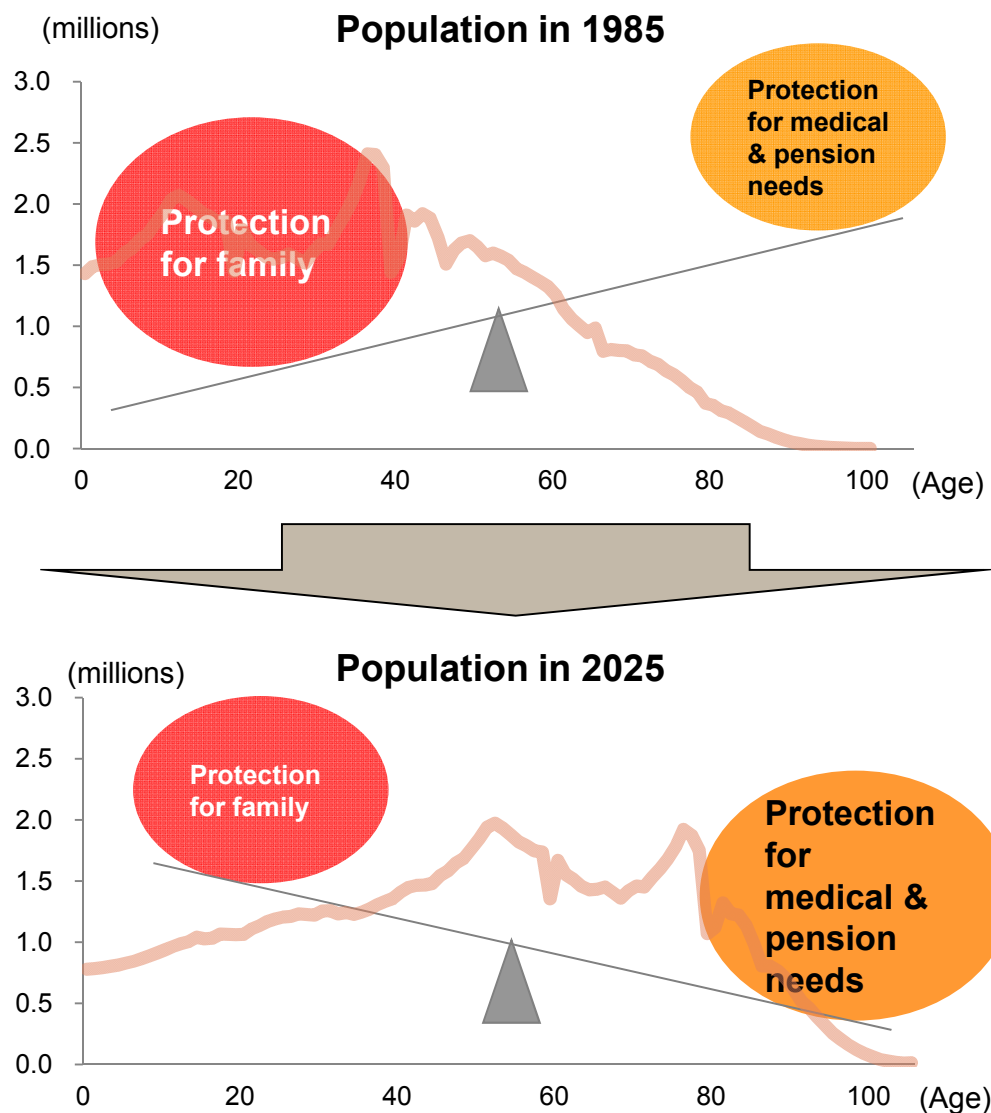 (millions)
Population in 1985
3.0
2.5
2.0
1.5
1.0
0.5
0.0
Protection
for family
Protection
for medical
& pension
needs
0 20 40 60 80 100 (Age)
(millions)
Population in 2025
3.0
2.5
2.0
1.5
1.0
0.5
0.0
Protection
for family
Protection
for
medical &
pension
needs
0 20 40 60 80 100 (Age)